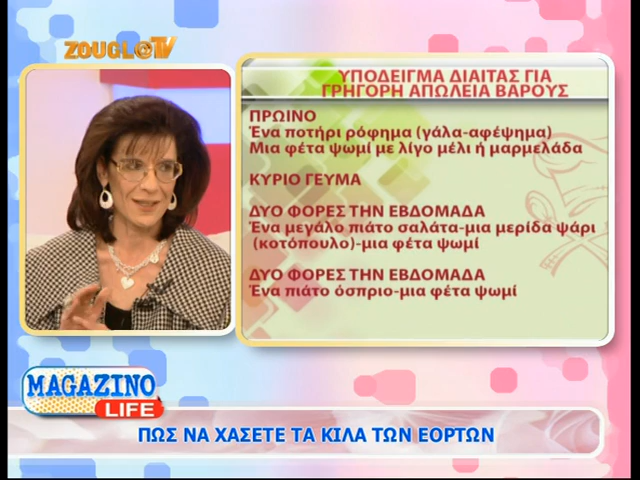 ZOUGL@TV
ΥΠΟΔΕΙΓΜΑ ΔΙΑΙΤΑΣ ΓΙΑ
ΓΡΗΓΟΡΗ ΑΠΩΛΕΙΑ ΒΑΡΟΥΣ
ΠΡΩΙΝΟ
Ένα ποτήρι ρόφημα (γάλα-αφέψημα)
Μια φέτα ψωμί με λίγο μέλι ή μαρμελάδα
ΚΥΡΙΟ ΓΕΥΜΑ
ΔΥΟ ΦΟΡΕΣ ΤΗΝ ΕΒΔΟΜΑΔΑ
Ένα μεγάλο πιάτο σαλάτα-μια μερίδα ψάρι
(κοτόπουλο)-μια φέτα ψωμί
ΔΥΟ ΦΟΡΕΣ ΤΗΝ ΕΒΔΟΜΑΔΑ
Ένα πιάτο όσπριο-μια φέτα ψωμί
MAGAZINO
LIFE
ΠΩΣ ΝΑ ΧΑΣΕΤΕ ΤΑ ΚΙΛΑ ΤΩΝ ΕΟΡΤΩΝ